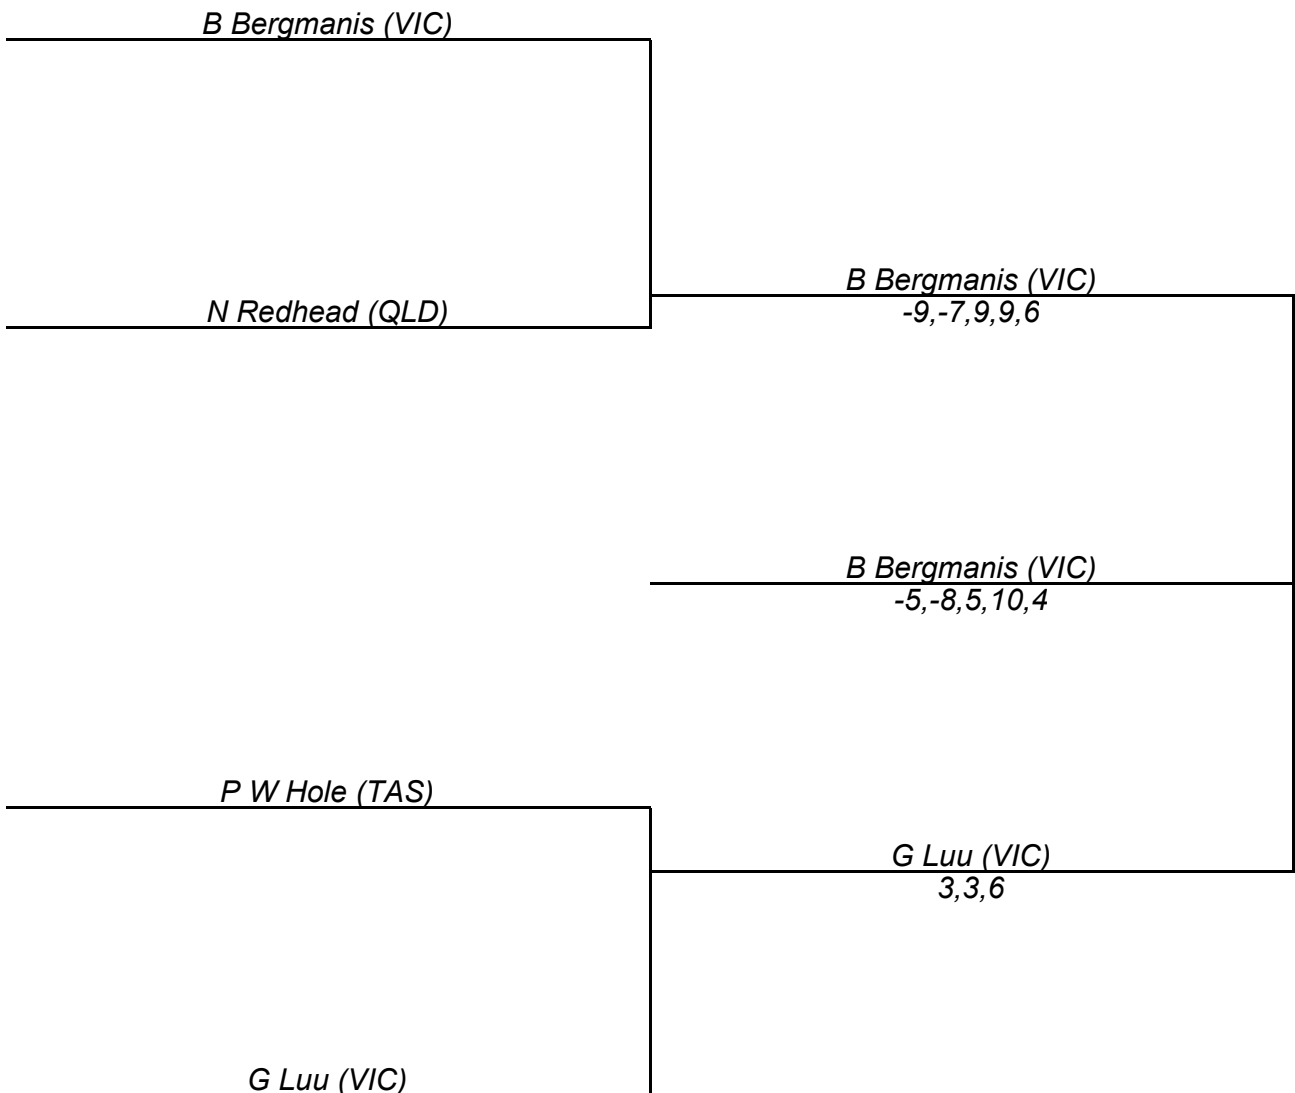 B Bergmanis (VIC)
B Bergmanis (VIC)
N Redhead (QLD)
-9,-7,9,9,6
B Bergmanis (VIC)
-5,-8,5,10,4
P W Hole (TAS)
G Luu (VIC)
3,3,6
G Luu (VIC)